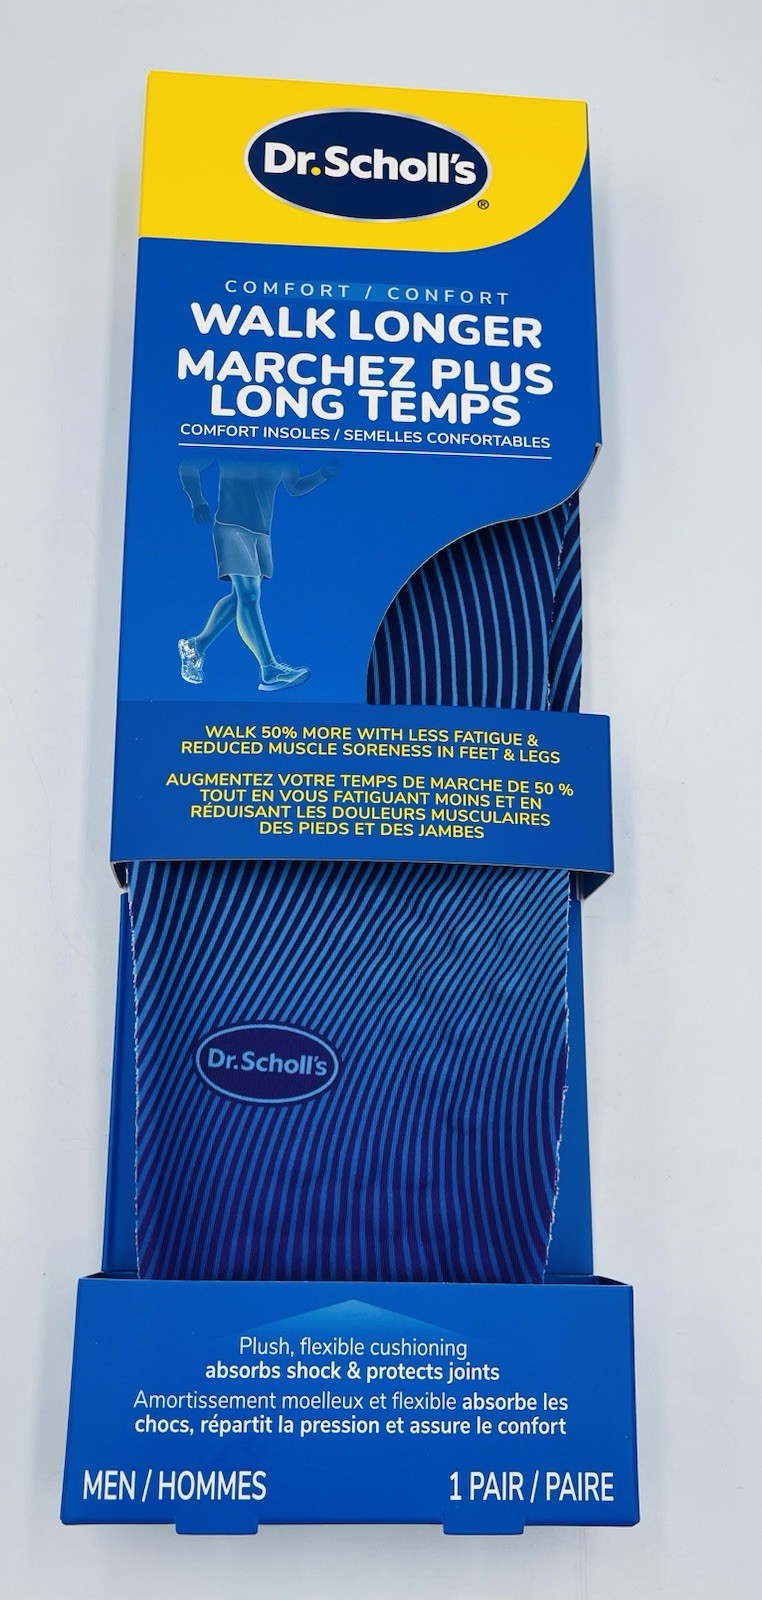 Dr.Scholl's®
COMFORT / CONFORT
WALK LONGER
MARCHEZ PLUS
LONG TEMPS
COMFORT INSOLES / SEMELLES CONFORTABLES
WALK 50% MORE WITH LESS FATIGUE &
REDUCED MUSCLE SORENESS IN FEET & LEGS
AUGMENTEZ VOTRE TEMPS DE MARCHE DE 50 %
TOUT EN VOUS FATIGUANT MOINS ET EN
RÉDUISANT LES DOULEURS MUSCULAIRES
DES PIEDS ET DES JAMBES
Dr.Scholl's
Plush, flexible cushioning
absorbs shock & protects joints
Amortissement moelleux et flexible absorbe les
chocs, répartit la pression et assure le confort
MEN / HOMMES 1 PAIR / PAIRE